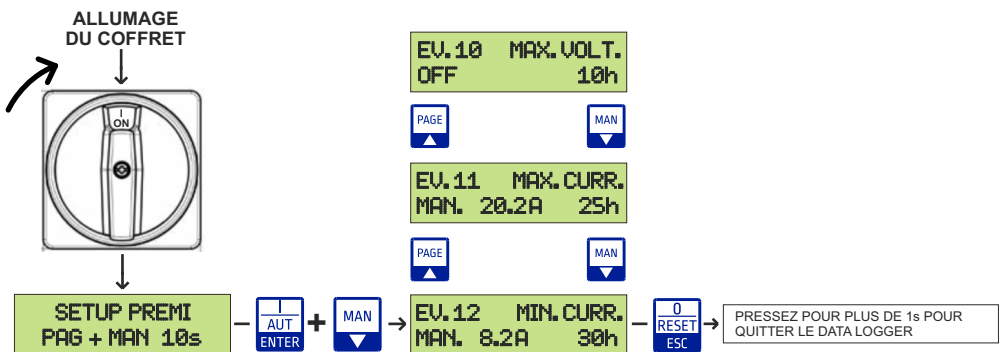 ALLUMAGE
DU COFFRET
I
ON
SETUP PREMI
PAG + MAN 10s
I
AUT
ENTER
+
MAN
EV.10 MAX.VOLT.
OFF 10h
PAGE
MAN
EV.11 MAX.CURR.
MAN. 20.2A 25h
PAGE
MAN
EV.12 MIN.CURR.
MAN. 8.2A 30h
0
RESET
ESC
PRESSEZ POUR PLUS DE 1s POUR
QUITTER LE DATA LOGGER